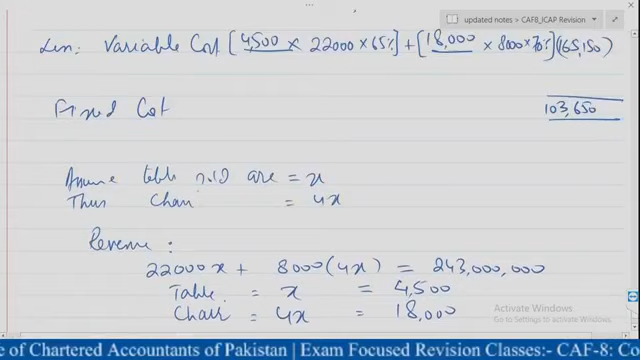 updated notes > CAF8_ICAP Revision
Less: Variable Cost [4500 × 22000 × 65%] + [18,000 × 8000 × 70%] (165,150)
Fixed Cost 103,650
Assume table sold are = x
Thus Chair = 4x
Revenue :
22000x + 8000 (4x) = 243,000,000
Table = x = 4,500
Chair = 4x = 18,000
Activate Windows
Go to Settings to activate Windows.
e of Chartered Accountants of Pakistan | Exam Focused Revision Classes:- CAF-8: Co